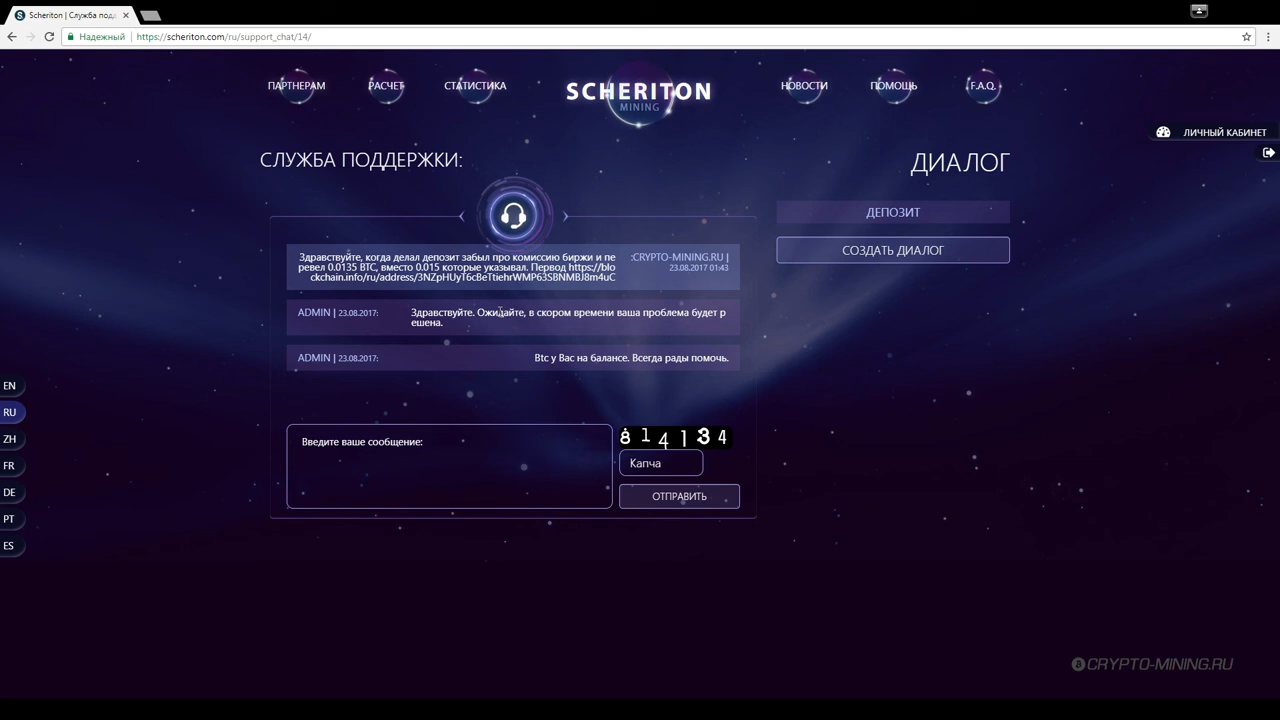 Scheriton | Служба подд
Надежный
https://scheriton.com/ru/support_chat/14/
ПАРТНЕРАМ
РАСЧЕТ
СТАТИСТИКА
SCHERITON
MINING
НОВОСТИ
ПОМОЩЬ
F.A.Q.
ЛИЧНЫЙ КАБИНЕТ
СЛУЖБА ПОДДЕРЖКИ:
ДИАЛОГ
ДЕПОЗИТ
СОЗДАТЬ ДИАЛОГ
Здравствуйте, когда делал депозит забыл про комиссию биржи и пе
ревел 0.0135 BTC, вместо 0.015 которые указывал. Первод https://blo
ckchain.info/ru/address/3NZpHUyT6cBeTtiehrWMP63SBNMBJ8m4uC
:CRYPTO-MINING.RU |
23.08.2017 01:43
ADMIN | 23.08.2017:
Здравствуйте. Ожидайте, в скором времени ваша проблема будет р
ешена.
ADMIN | 23.08.2017:
Btc у Вас на балансе. Всегда рады помочь.
Введите ваше сообщение:
814134
Капча
ОТПРАВИТЬ
EN
RU
ZH
FR
DE
PT
ES
CRYPTO-MINING.RU